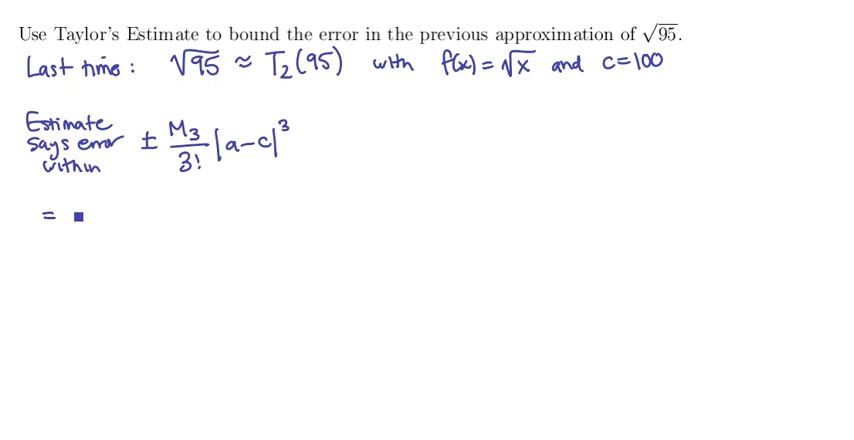 Use Taylor's Estimate to bound the error in the previous approximation of √95.
Last time: √95 ≈ T₂(95) with f(x) = √x and c=100
Estimate
says error
within
± M₃/3! |a-c|³
=